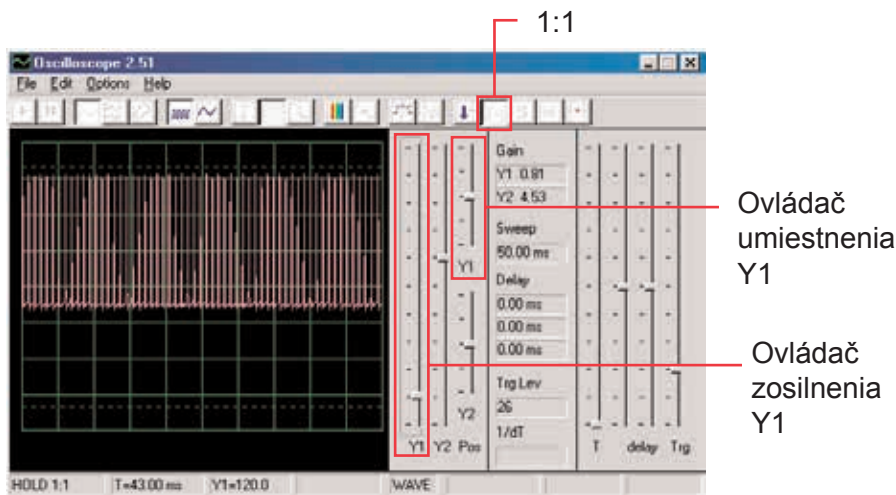 1:1
Oscilloscope 2.51
File Edit Options Help
Gain
Y1 0.81
Y2 4.53
Sweep
50.00 ms
Delay
0.00 ms
0.00 ms
0.00 ms
Trg Lev
26
1/dT
Y1
Y2
Y1 Y2 Pos
T delay Trg
HOLD 1:1 T=43.00 ms Y1=120.0 WAVE
Ovládač
umiestnenia
Y1
Ovládač
zosilnenia
Y1